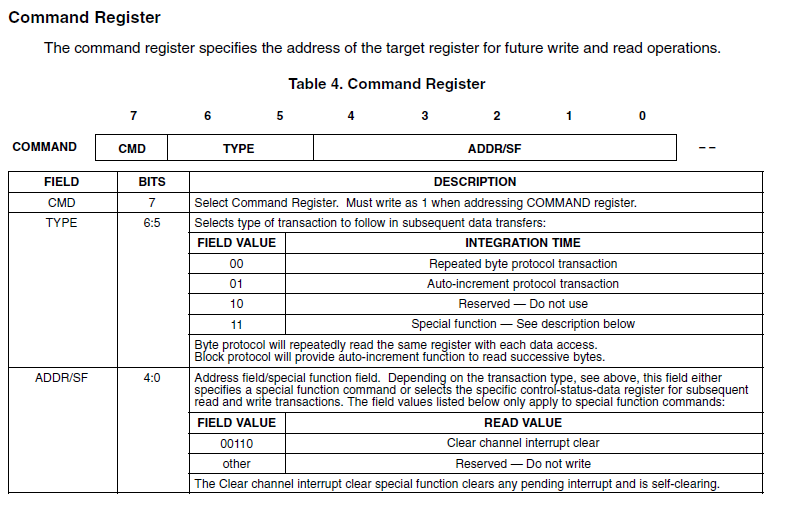 Command Register
The command register specifies the address of the target register for future write and read operations.
Table 4. Command Register
7 6 5 4 3 2 1 0
COMMAND CMD TYPE ADDR/SF − −
FIELD BITS DESCRIPTION
CMD 7 Select Command Register. Must write as 1 when addressing COMMAND register.
TYPE 6:5 Selects type of transaction to follow in subsequent data transfers:
FIELD VALUE INTEGRATION TIME
00 Repeated byte protocol transaction
01 Auto-increment protocol transaction
10 Reserved — Do not use
11 Special function — See description below
Byte protocol will repeatedly read the same register with each data access.
Block protocol will provide auto-increment function to read successive bytes.
ADDR/SF 4:0 Address field/special function field. Depending on the transaction type, see above, this field either
specifies a special function command or selects the specific control-status-data register for subsequent
read and write transactions. The field values listed below only apply to special function commands:
FIELD VALUE READ VALUE
00110 Clear channel interrupt clear
other Reserved — Do not write
The Clear channel interrupt clear special function clears any pending interrupt and is self-clearing.